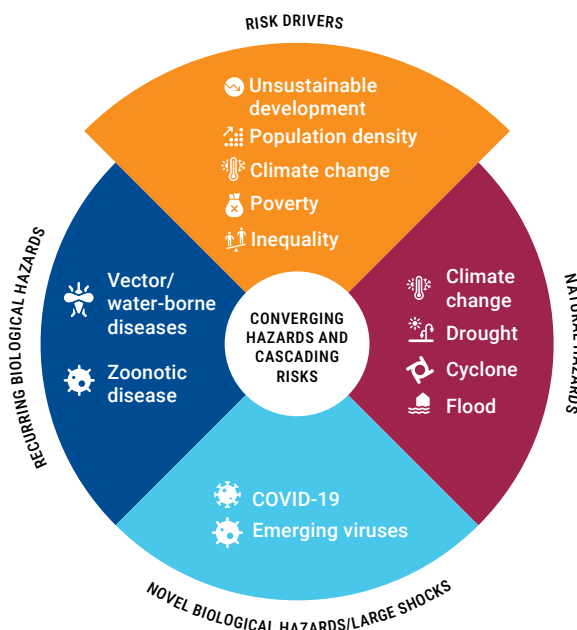 RISK DRIVERS
Unsustainable
development
Population density
Climate change
Poverty
Inequality
RECURRING BIOLOGICAL HAZARDS
Vector/
water-borne
diseases
Zoonotic
disease
CONVERGING
HAZARDS AND
CASCADING
RISKS
Climate
change
Drought
Cyclone
Flood
NATURAL HAZARDS
COVID-19
Emerging viruses
NOVEL BIOLOGICAL HAZARDS/LARGE SHOCKS